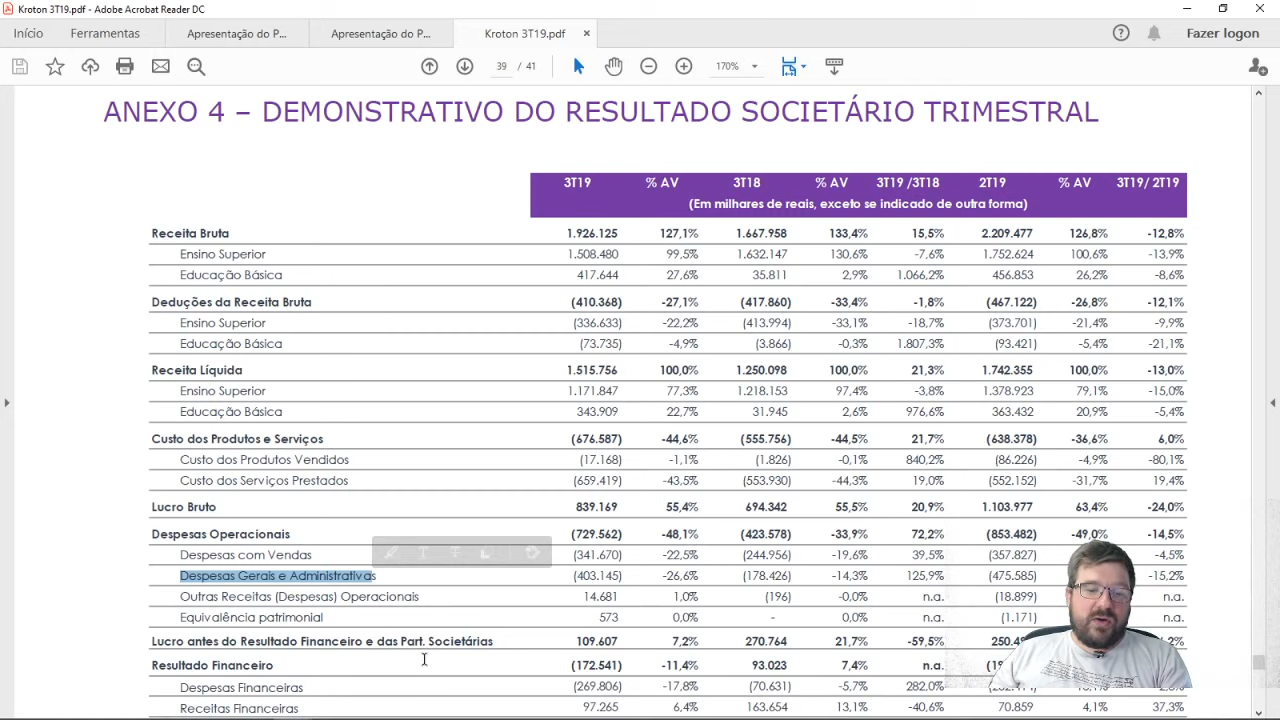 Kroton 3T19.pdf - Adobe Acrobat Reader DC
Início Ferramentas Apresentação do P... Apresentação do P... Kroton 3T19.pdf × Fazer logon
39 / 41 170%
ANEXO 4 – DEMONSTRATIVO DO RESULTADO SOCIETÁRIO TRIMESTRAL
3T19 % AV 3T18 % AV 3T19 /3T18 2T19 % AV 3T19/ 2T19
(Em milhares de reais, exceto se indicado de outra forma)
Receita Bruta 1.926.125 127,1% 1.667.958 133,4% 15,5% 2.209.477 126,8% -12,8%
Ensino Superior 1.508.480 99,5% 1.632.147 130,6% -7,6% 1.752.624 100,6% -13,9%
Educação Básica 417.644 27,6% 35.811 2,9% 1.066,2% 456.853 26,2% -8,6%
Deduções da Receita Bruta (410.368) -27,1% (417.860) -33,4% -1,8% (467.122) -26,8% -12,1%
Ensino Superior (336.633) -22,2% (413.994) -33,1% -18,7% (373.701) -21,4% -9,9%
Educação Básica (73.735) -4,9% (3.866) -0,3% 1.807,3% (93.421) -5,4% -21,1%
Receita Líquida 1.515.756 100,0% 1.250.098 100,0% 21,3% 1.742.355 100,0% -13,0%
Ensino Superior 1.171.847 77,3% 1.218.153 97,4% -3,8% 1.378.923 79,1% -15,0%
Educação Básica 343.909 22,7% 31.945 2,6% 976,6% 363.432 20,9% -5,4%
Custo dos Produtos e Serviços (676.587) -44,6% (555.756) -44,5% 21,7% (638.378) -36,6% 6,0%
Custo dos Produtos Vendidos (17.168) -1,1% (1.826) -0,1% 840,2% (86.226) -4,9% -80,1%
Custo dos Serviços Prestados (659.419) -43,5% (553.930) -44,3% 19,0% (552.152) -31,7% 19,4%
Lucro Bruto 839.169 55,4% 694.342 55,5% 20,9% 1.103.977 63,4% -24,0%
Despesas Operacionais (729.562) -48,1% (423.578) -33,9% 72,2% (853.482) -49,0% -14,5%
Despesas com Vendas (341.670) -22,5% (244.956) -19,6% 39,5% (357.827) -4,5%
Despesas Gerais e Administrativas (403.145) -26,6% (178.426) -14,3% 125,9% (475.585) -15,2%
Outras Receitas (Despesas) Operacionais 14.681 1,0% (196) -0,0% n.a. (18.899) n.a.
Equivalência patrimonial 573 0,0% - 0,0% n.a. (1.171) n.a.
Lucro antes do Resultado Financeiro e das Part. Societárias 109.607 7,2% 270.764 21,7% -59,5%
Resultado Financeiro (172.541) -11,4% 93.023 7,4% n.a.
Despesas Financeiras (269.806) -17,8% (70.631) -5,7% 282,0%
Receitas Financeiras 97.265 6,4% 163.654 13,1% -40,6% 70.859 4,1% 37,3%